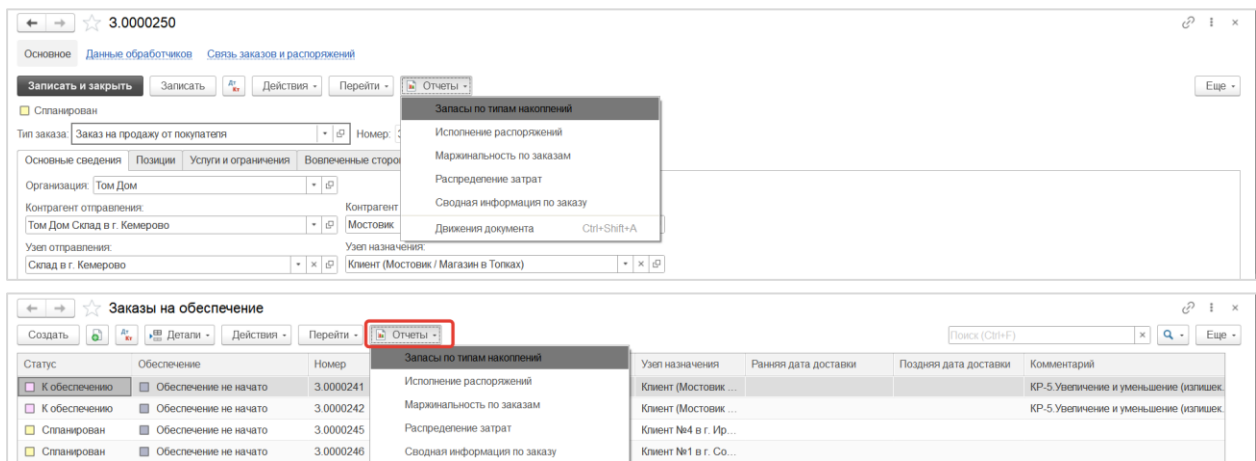 З.0000250
Основное Данные обработчиков Связь заказов и распоряжений
Записать и закрыть Записать Дт Кт Действия Перейти Отчеты Еще
Спланирован
Запасы по типам накоплений
Тип заказа: Заказ на продажу от покупателя Номер:
Исполнение распоряжений
Основные сведения Позиции Услуги и ограничения Вовлеченные сторо
Маржинальность по заказам
Организация: Том Дом
Распределение затрат
Контрагент отправления: Контрагент
Сводная информация по заказу
Том Дом Склад в г. Кемерово Мостовик
Движения документа Ctrl+Shift+A
Узел отправления: Узел назначения:
Склад в г. Кемерово Клиент (Мостовик / Магазин в Топках)
Заказы на обеспечение
Создать Дт Кт Детали Действия Перейти Отчеты Поиск (Ctrl+F) Еще
Статус Обеспечение Номер Запасы по типам накоплений Узел назначения Ранняя дата доставки Поздняя дата доставки Комментарий
К обеспечению Обеспечение не начато З.0000241 Исполнение распоряжений Клиент (Мостовик ... КР-5.Увеличение и уменьшение (излишек.
К обеспечению Обеспечение не начато З.0000242 Маржинальность по заказам Клиент (Мостовик ... КР-5.Увеличение и уменьшение (излишек.
Спланирован Обеспечение не начато З.0000245 Распределение затрат Клиент №4 в г. Ир...
Спланирован Обеспечение не начато З.0000246 Сводная информация по заказу Клиент №1 в г. Со...